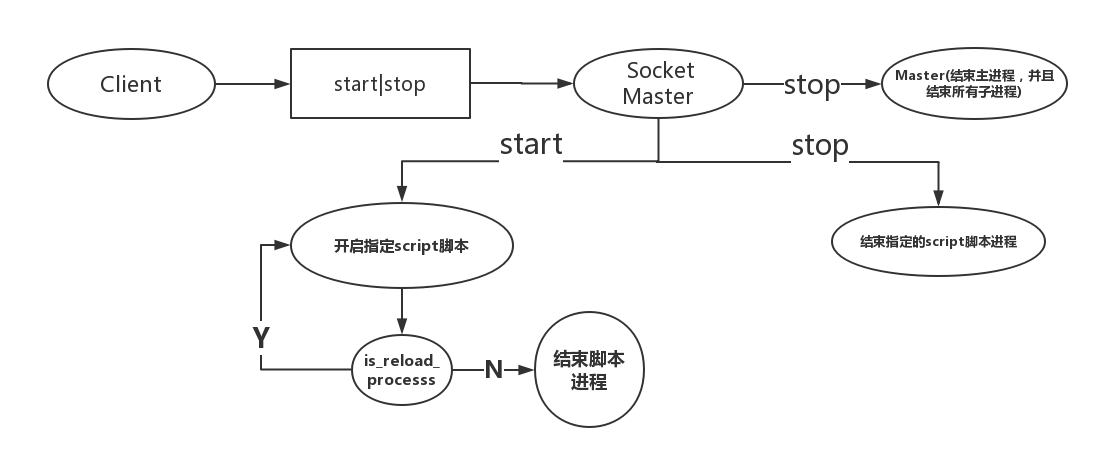 Client
start|stop
Socket
Master
stop
Master(结束主进程，并且
结束所有子进程)
start
stop
开启指定script脚本
结束指定的script脚本进程
Y
is_reload_
processs
N
结束脚本
进程